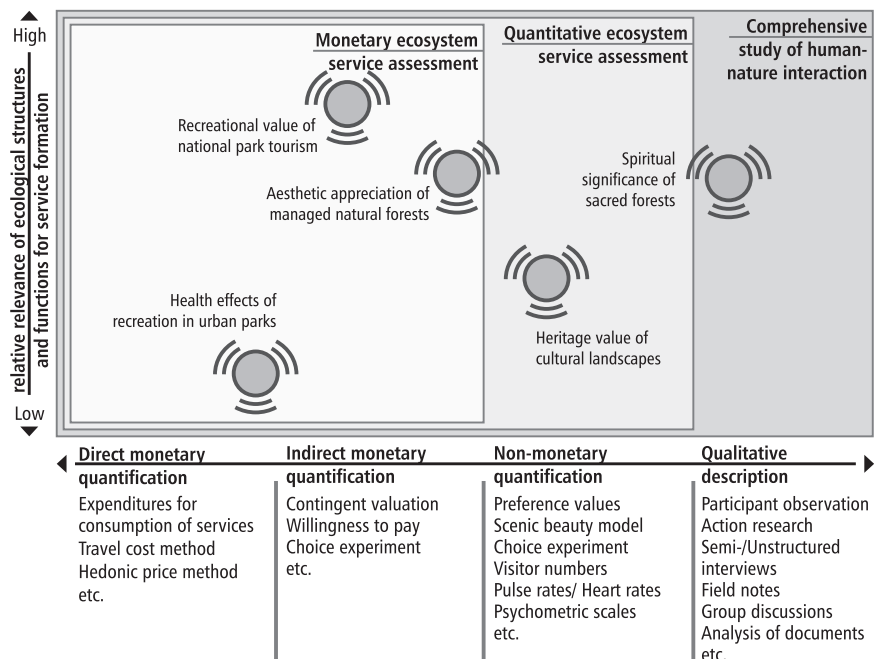 High
relative relevance of ecological structures
and functions for service formation
Low
Monetary ecosystem
service assessment
Quantitative ecosystem
service assessment
Comprehensive
study of human-
nature interaction
Recreational value of
national park tourism
Aesthetic appreciation of
managed natural forests
Spiritual
significance of
sacred forests
Health effects of
recreation in urban parks
Heritage value of
cultural landscapes
Direct monetary
quantification
Expenditures for
consumption of services
Travel cost method
Hedonic price method
etc.
Indirect monetary
quantification
Contingent valuation
Willingness to pay
Choice experiment
etc.
Non-monetary
quantification
Preference values
Scenic beauty model
Choice experiment
Visitor numbers
Pulse rates/ Heart rates
Psychometric scales
etc.
Qualitative
description
Participant observation
Action research
Semi-/Unstructured
interviews
Field notes
Group discussions
Analysis of documents
etc.